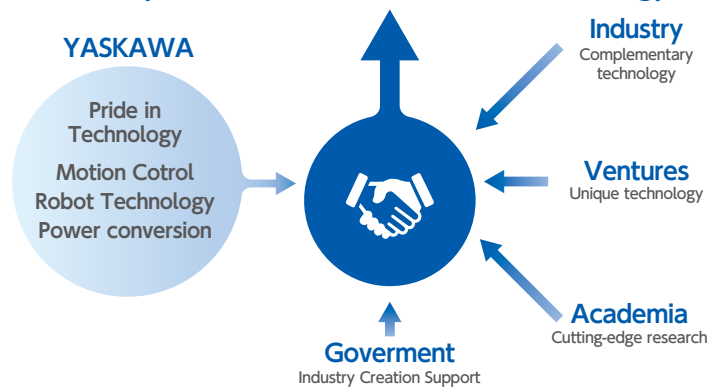 YASKAWA
Pride in
Technology
Motion Cotrol
Robot Technology
Power conversion
Industry
Complementary
technology
Ventures
Unique technology
Academia
Cutting-edge research
Goverment
Industry Creation Support